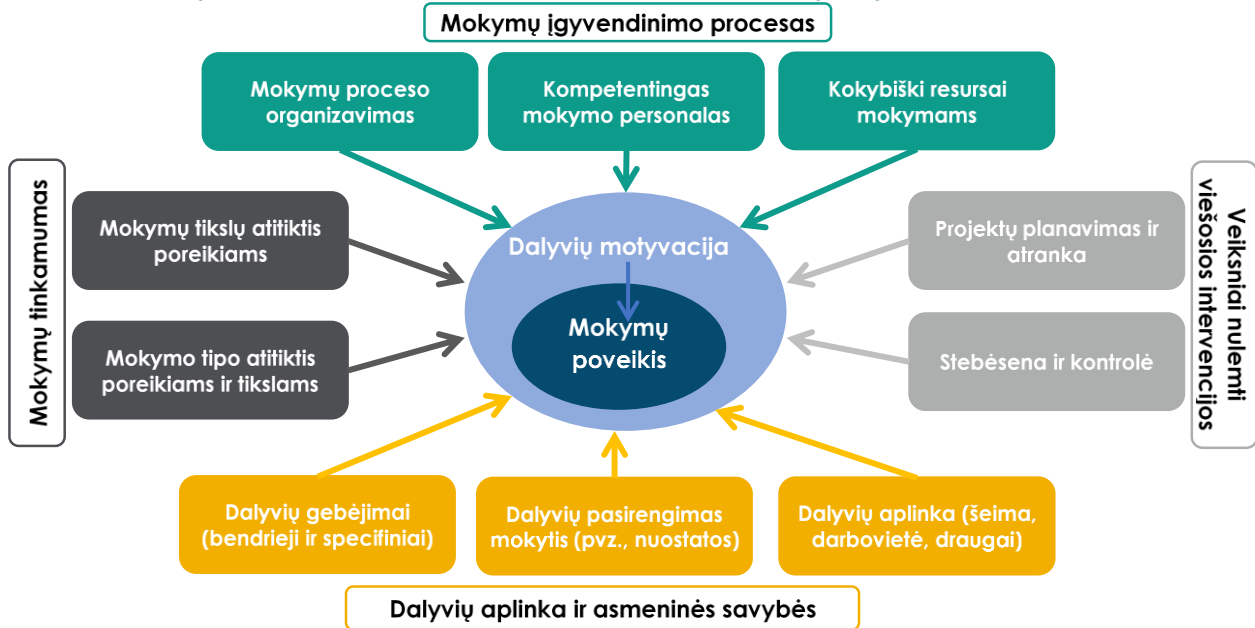 Mokymų įgyvendinimo procesas
Mokymų proceso
organizavimas
Kompetentingas
mokymo personalas
Kokybiški resursai
mokymams
Mokymų tinkamumas
Mokymų tikslų atitiktis
poreikiams
Mokymo tipo atitiktis
poreikiams ir tikslams
Dalyvių motyvacija
Mokymų
poveikis
Projektų planavimas ir
atranka
Stebėsena ir kontrolė
Veiksniai nulemti
viešosios intervencijos
Dalyvių gebėjimai
(bendrieji ir specifiniai)
Dalyvių pasirengimas
mokytis (pvz., nuostatos)
Dalyvių aplinka (šeima,
darbovietė, draugai)
Dalyvių aplinka ir asmeninės savybės